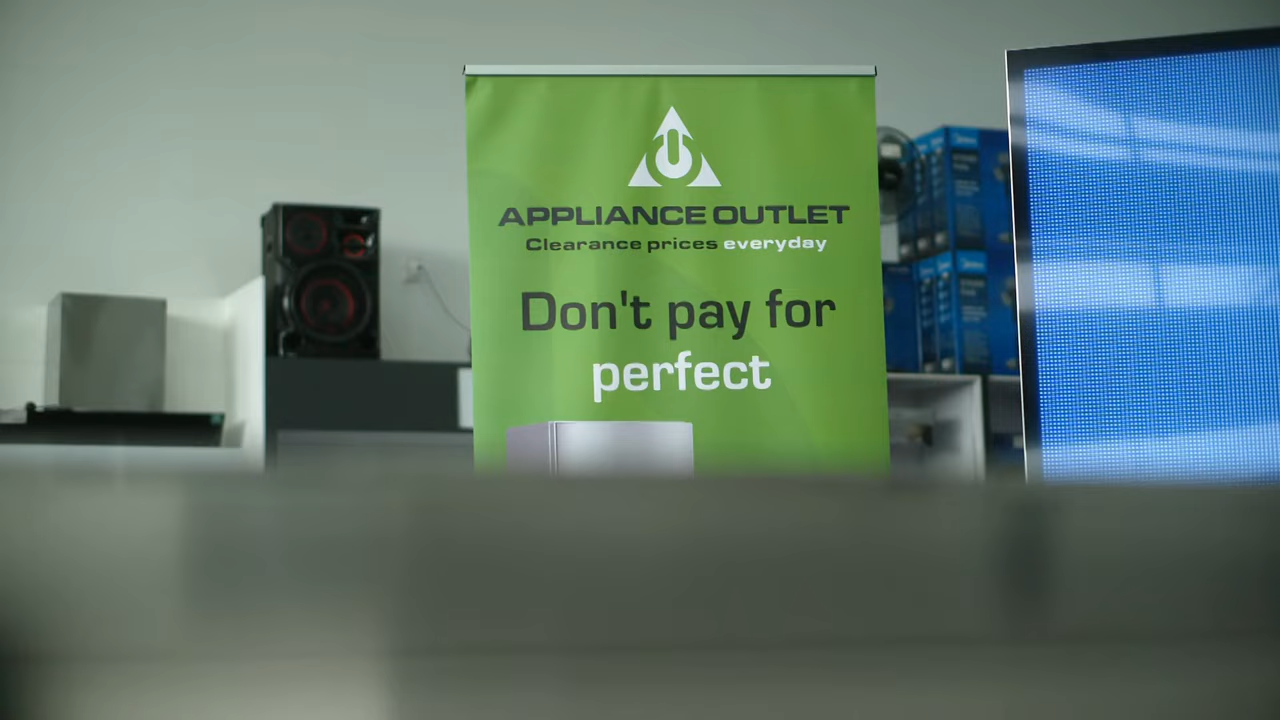 APPLIANCE OUTLET
Clearance prices everyday
Don't pay for
perfect